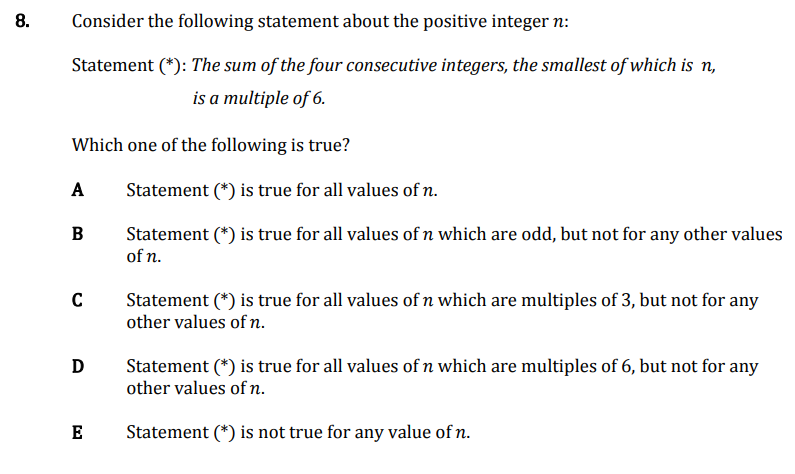 8. Consider the following statement about the positive integer n:
Statement (*): The sum of the four consecutive integers, the smallest of which is n,
is a multiple of 6.
Which one of the following is true?
A Statement (*) is true for all values of n.
B Statement (*) is true for all values of n which are odd, but not for any other values
of n.
C Statement (*) is true for all values of n which are multiples of 3, but not for any
other values of n.
D Statement (*) is true for all values of n which are multiples of 6, but not for any
other values of n.
E Statement (*) is not true for any value of n.